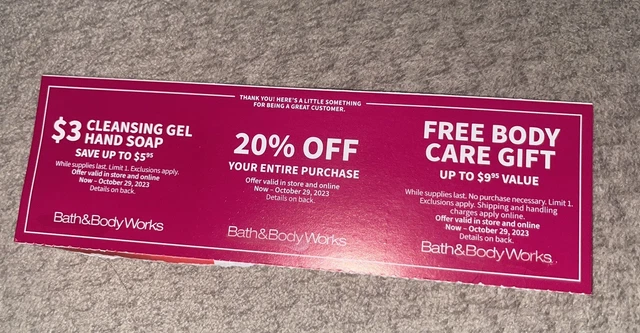 THANK YOU! HERE'S A LITTLE SOMETHING
FOR BEING A GREAT CUSTOMER.
$3 CLEANSING GEL
HAND SOAP
SAVE UP TO $5⁹⁵
While supplies last. Limit 1. Exclusions apply.
Offer valid in store and online
Now – October 29, 2023
Details on back.
Bath&BodyWorks
20% OFF
YOUR ENTIRE PURCHASE
Offer valid in store and online
Now – October 29, 2023
Details on back.
Bath&BodyWorks
FREE BODY
CARE GIFT
UP TO $9⁹⁵ VALUE
While supplies last. No purchase necessary. Limit 1.
Exclusions apply. Shipping and handling
charges apply online.
Offer valid in store and online
Now – October 29, 2023
Details on back.
Bath&BodyWorks